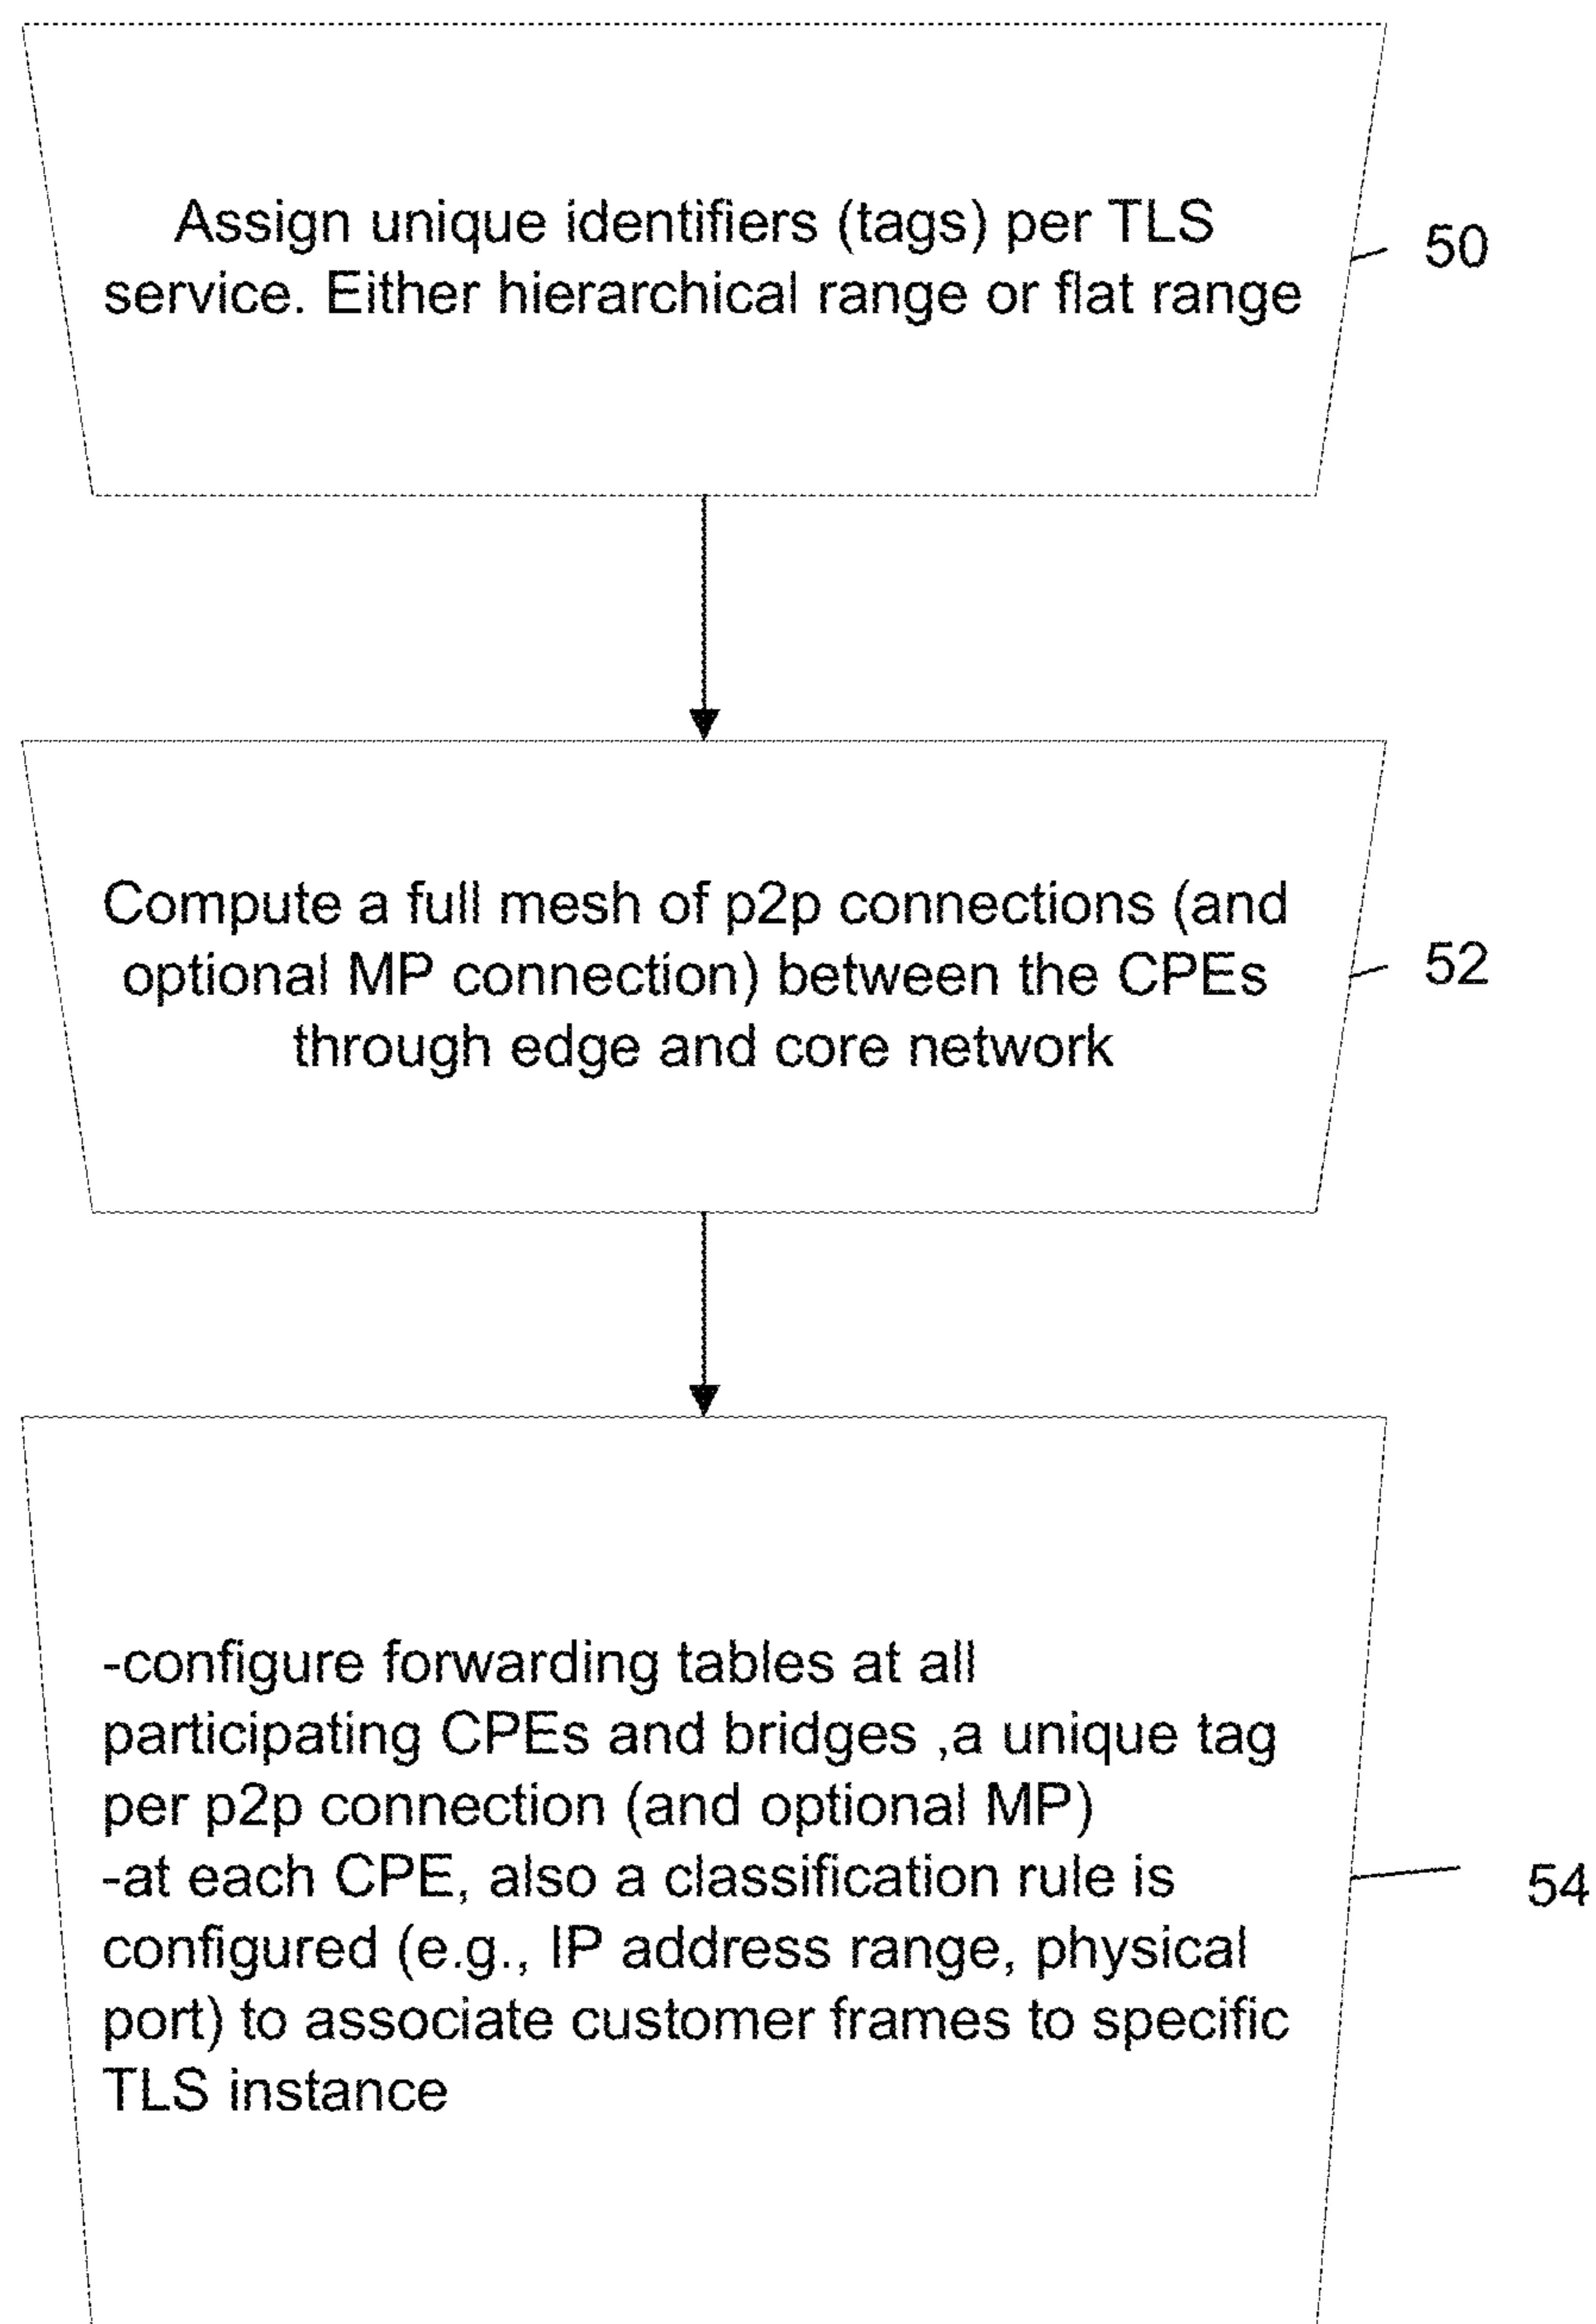 Assign unique identifiers (tags) per TLS
service. Either hierarchical range or flat range
50
Compute a full mesh of p2p connections (and
optional MP connection) between the CPEs
through edge and core network
52
-configure forwarding tables at all
participating CPEs and bridges ,a unique tag
per p2p connection (and optional MP)
-at each CPE, also a classification rule is
configured (e.g., IP address range, physical
port) to associate customer frames to specific
TLS instance
54